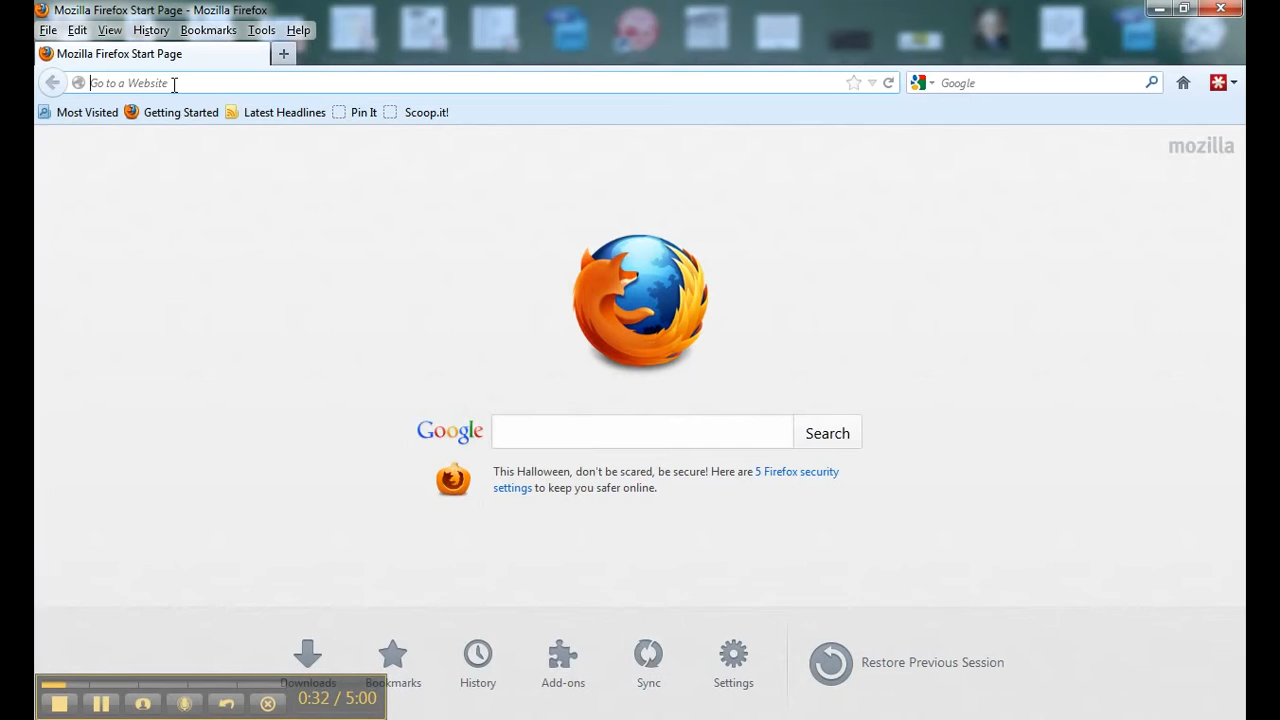 Mozilla Firefox Start Page - Mozilla Firefox
File Edit View History Bookmarks Tools Help
Mozilla Firefox Start Page
Go to a Website
Google
Most Visited Getting Started Latest Headlines Pin It Scoop.it!
mozilla
Google Search
This Halloween, don't be scared, be secure! Here are 5 Firefox security
settings to keep you safer online.
Downloads Bookmarks History Add-ons Sync Settings Restore Previous Session
0:32 / 5:00